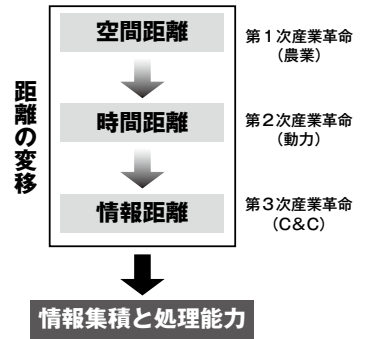 距離の変移
空間距離
第1次産業革命
(農業)
時間距離
第2次産業革命
(動力)
情報距離
第3次産業革命
(C&C)
情報集積と処理能力